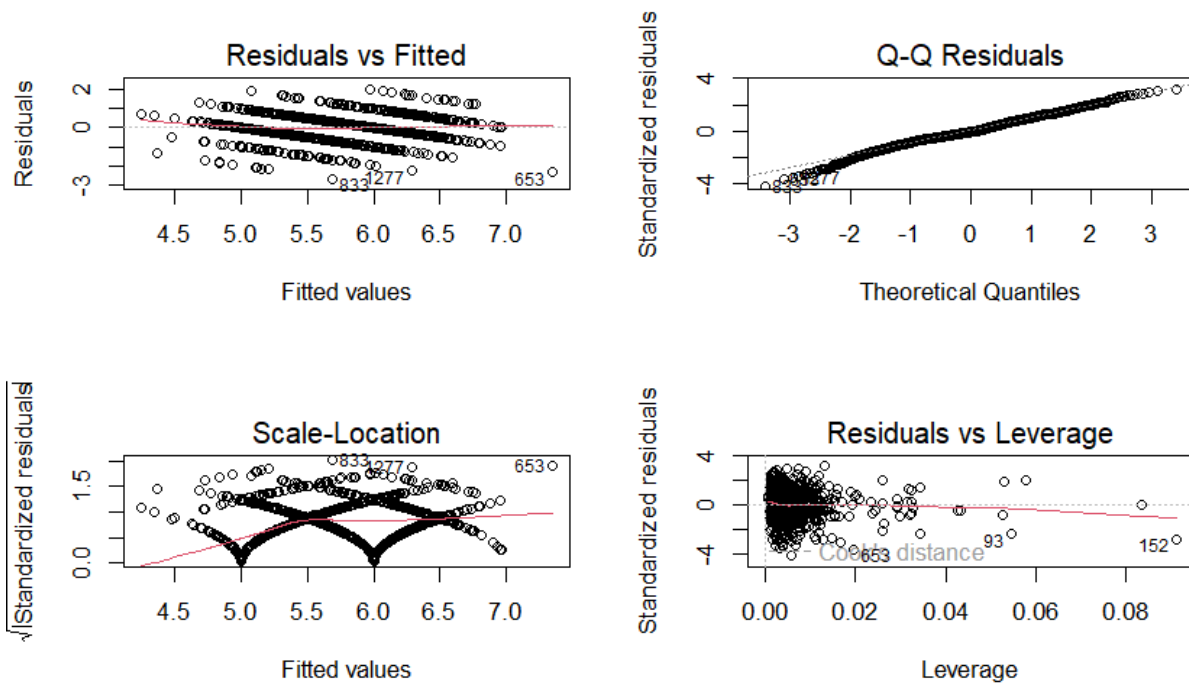 Residuals vs Fitted
Residuals
2
0
-3
833
1277
653
4.5 5.0 5.5 6.0 6.5 7.0
Fitted values
Q-Q Residuals
Standardized residuals
4
0
-4
833
1277
-3 -2 -1 0 1 2 3
Theoretical Quantiles
Scale-Location
√|Standardized residuals|
1.5
0.0
833
1277
653
4.5 5.0 5.5 6.0 6.5 7.0
Fitted values
Residuals vs Leverage
Standardized residuals
4
0
-4
Cook's distance
653
93
152
0.00 0.02 0.04 0.06 0.08
Leverage